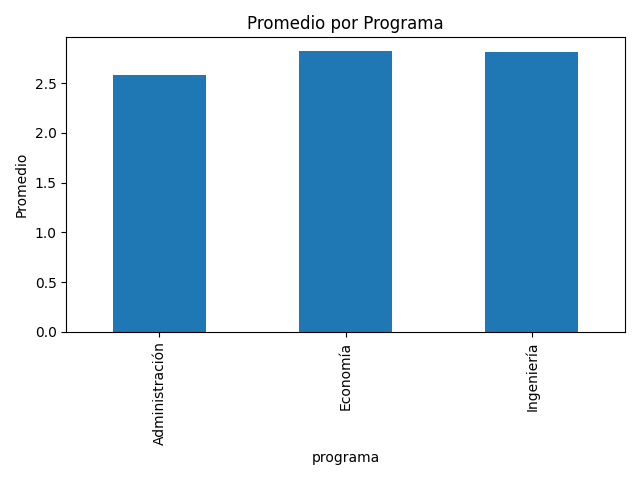 Promedio por Programa
Promedio
2.5
2.0
1.5
1.0
0.5
0.0
Administración
Economía
Ingeniería
programa